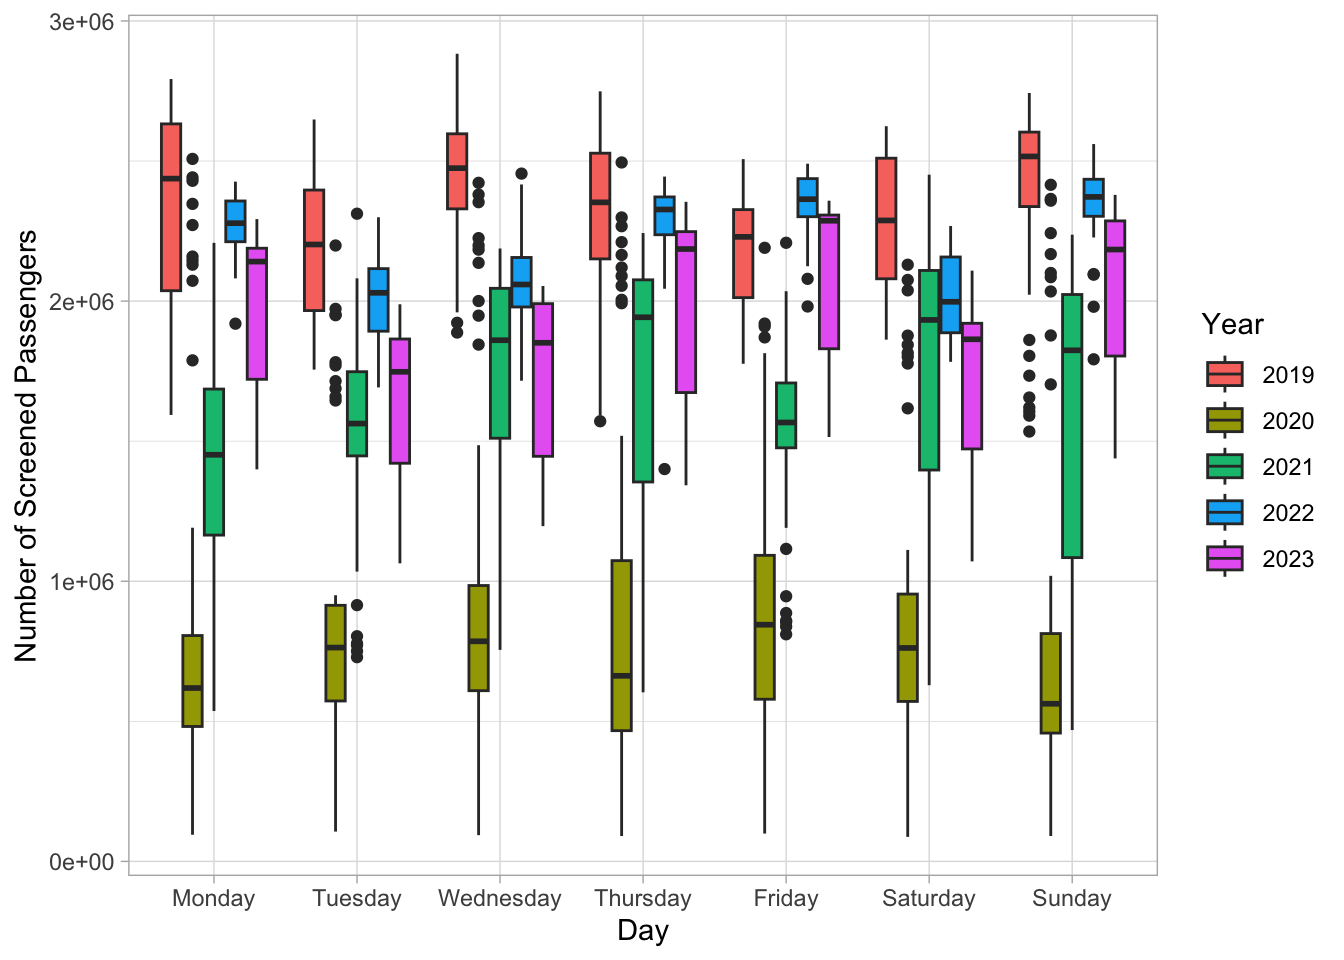 Number of Screened Passengers
3e+06
2e+06
1e+06
0e+00
Monday Tuesday Wednesday Thursday Friday Saturday Sunday
Day
Year
2019
2020
2021
2022
2023